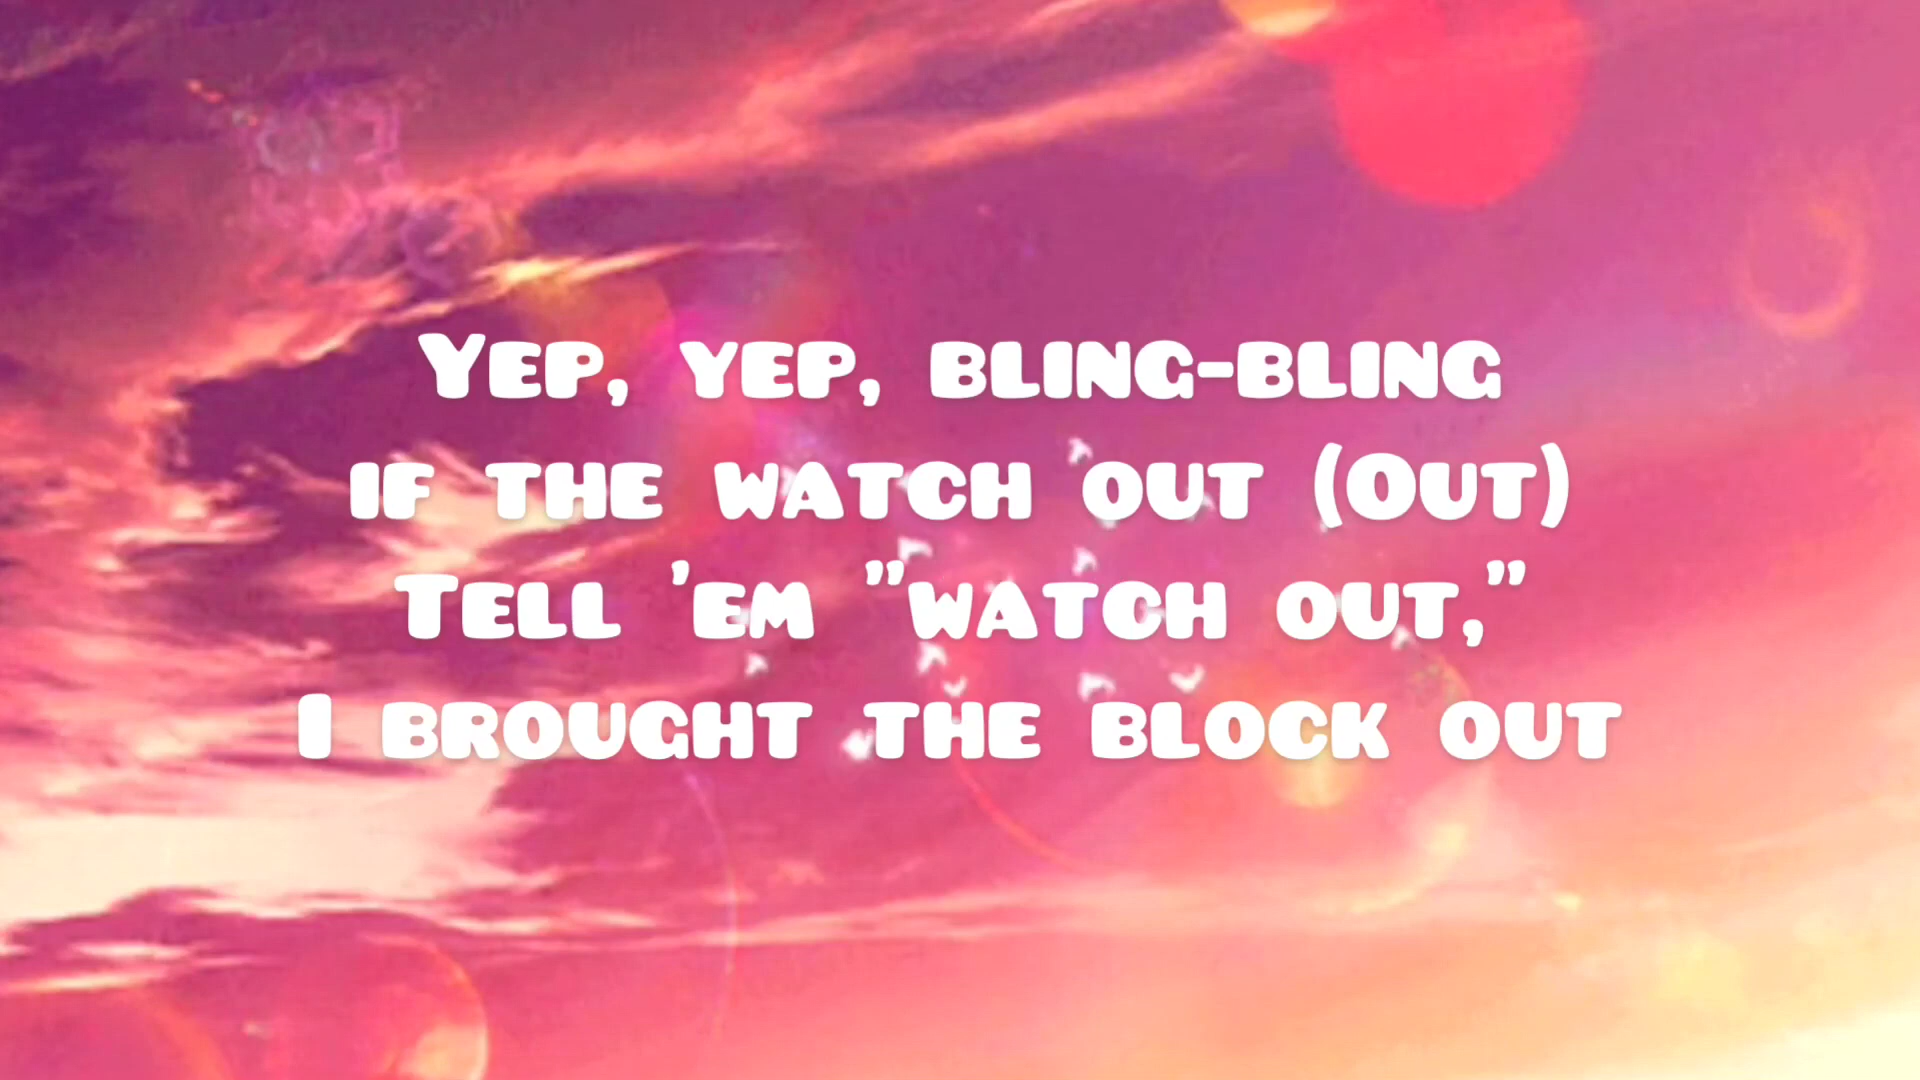 Yep, yep, bling-bling
if the watch out (Out)
Tell 'em "watch out,"
I brought the block out